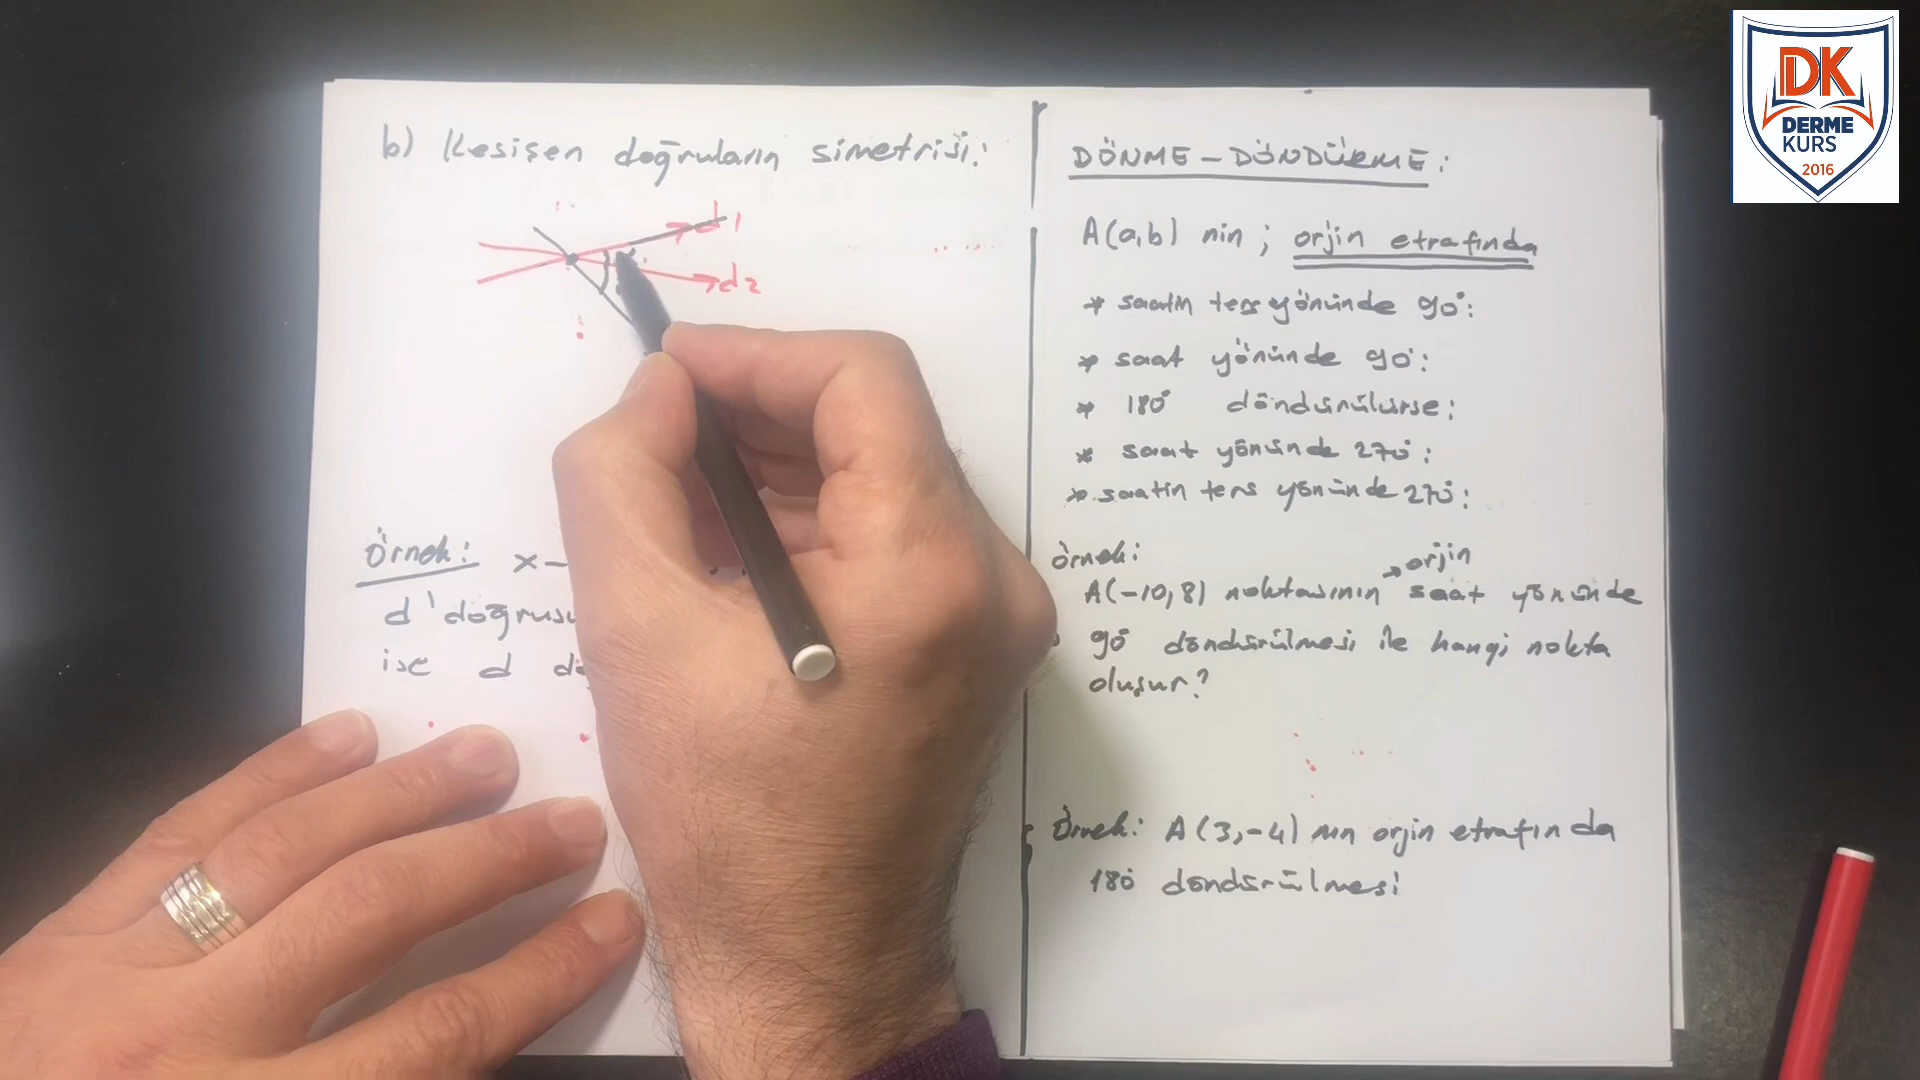 b) Kesişen doğruların simetrisi:
d1
d2
Örnek: x-
d' doğrusu
ise d
DÖNME-DÖNDÜRME:
A(a,b) nin ; orjin etrafında
* saatin ters yönünde 90°:
* saat yönünde 90°:
* 180° döndürülürse:
* saat yönünde 270°:
* saatin ters yönünde 270°:
örnek:
orjin
A(-10,8) noktasının → saat yönünde
90° döndürülmesi ile hangi nokta
oluşur?
Örnek: A(3,-4) nın orjin etrafında
180° döndürülmesi
DK
DERME
KURS
2016